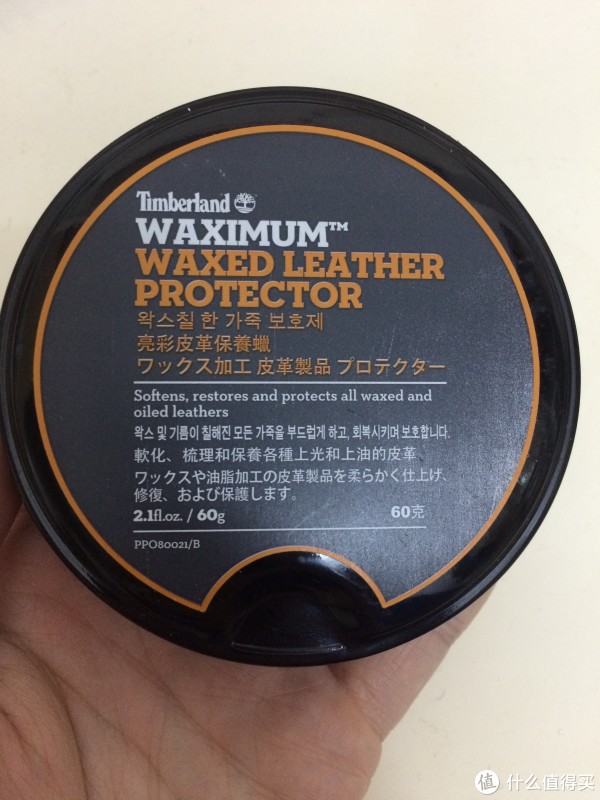 Timberland
WAXIMUM™
WAXED LEATHER
PROTECTOR
왁스칠 한 가죽 보호제
亮彩皮革保養蠟
ワックス加工 皮革製品 プロテクター
Softens, restores and protects all waxed and
oiled leathers
왁스 및 기름이 칠해진 모든 가죽을 부드럽게 하고, 회복시키며 보호합니다.
軟化、梳理和保養各種上光和上油的皮革
ワックスや油脂加工の皮革製品を柔らかく仕上げ、
修復、および保護します。
2.1fl.oz. / 60g 60克
PPO80021/B
值 什么值得买